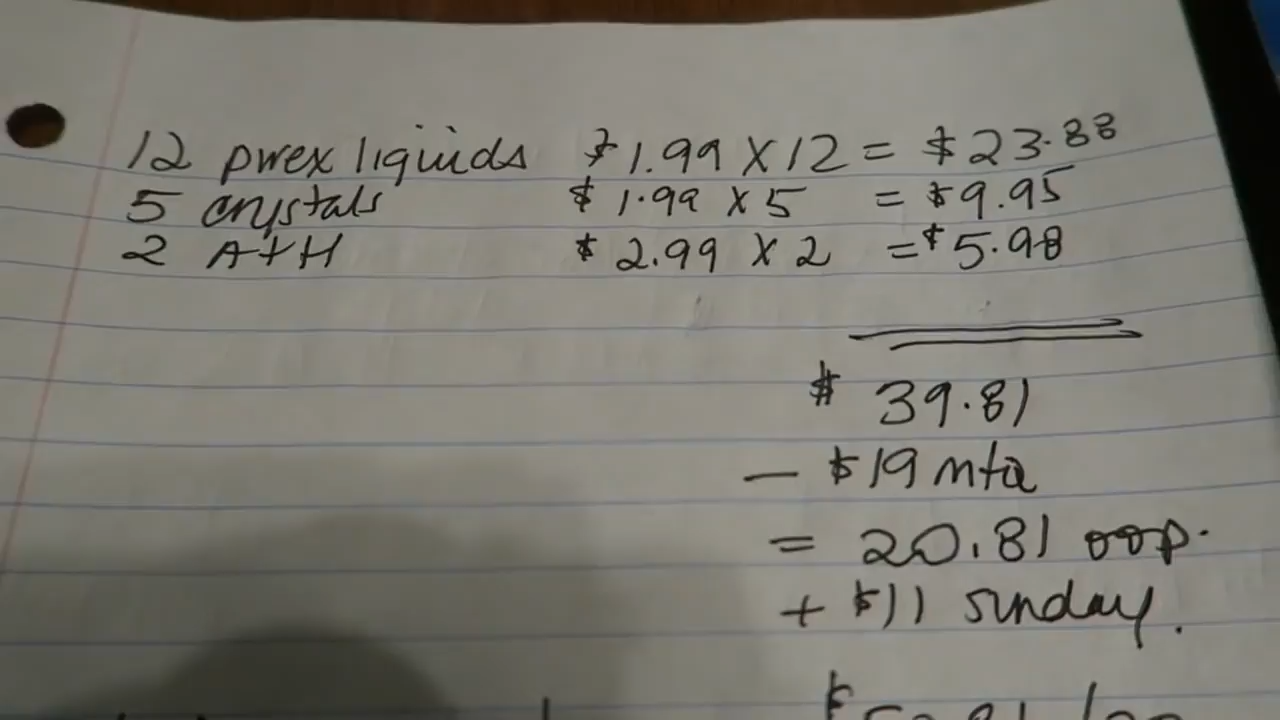 12 purex liquids $1.99 X 12 = $23.88
5 crystals $1.99 X 5 = $9.95
2 A+H $2.99 X 2 = $5.98
$39.81
- $19 mfq
= 20.81 oop.
+ $11 sunday.